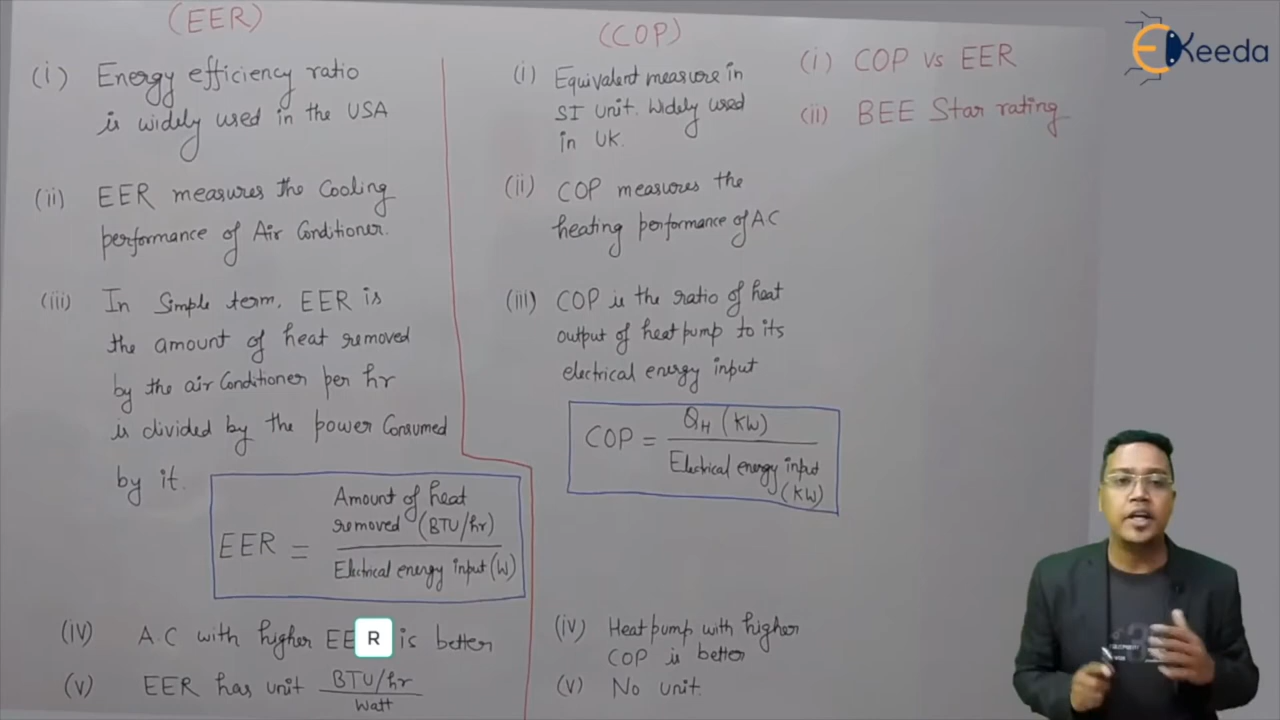 (EER)
(i) Energy efficiency ratio
is widely used in the USA
(ii) EER measures the Cooling
performance of Air Conditioner.
(iii) In Simple term, EER is
the amount of heat removed
by the air Conditioner per hr
is divided by the power Consumed
by it.
EER = Amount of heat
removed (BTU/hr)
Electrical energy input (W)
(iv) A.C with higher EER is better
(v) EER has unit BTU/hr
Watt
(COP)
(i) Equivalent measure in
SI unit. Widely used
in UK.
(ii) COP measures the
heating performance of AC
(iii) COP is the ratio of heat
output of heat pump to its
electrical energy input
COP = QH (KW)
Electrical energy input
(KW)
(iv) Heat pump with higher
COP is better
(v) No unit.
(i) COP vs EER
(ii) BEE Star rating
EKeeda